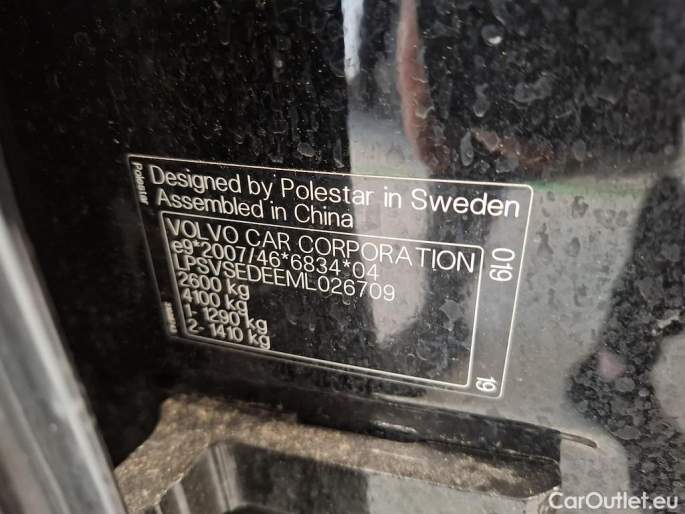 Polestar
Designed by Polestar in Sweden
Assembled in China
VOLVO CAR CORPORATION
e9*2007/46*6834*04
LPSVSEDEEML026709
2600 kg
4100 kg
1- 1290 kg
2- 1410 kg
019
19
CarOutlet.eu